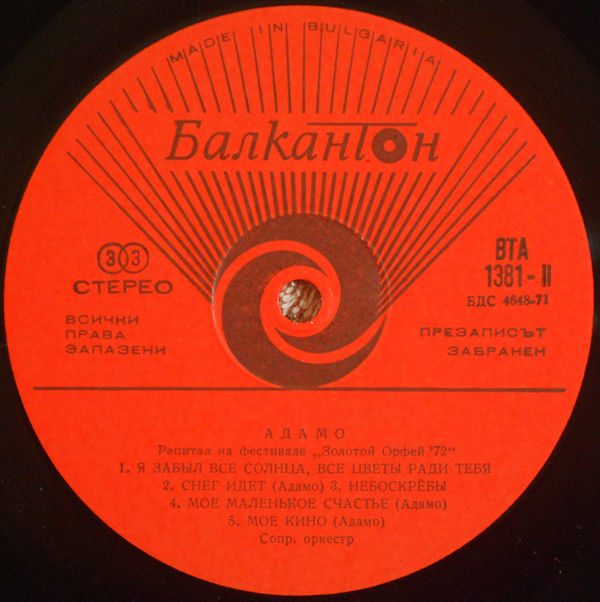 MADE IN BULGARIA
Балкантон
33
СТЕРЕО
ВТА
1381-II
БДС 4648-71
ВСИЧКИ
ПРАВА
ЗАПАЗЕНИ
ПРЕЗАПИСЪТ
ЗАБРАНЕН
АДАМО
Рецитал на фестивале „Золотой Орфей '72“
1. Я ЗАБЫЛ ВСЕ СОЛНЦА, ВСЕ ЦВЕТЫ РАДИ ТЕБЯ
2. СНЕГ ИДЕТ (Адамо) 3. НЕБОСКРЁБЫ
4. МОЕ МАЛЕНЬКОЕ СЧАСТЬЕ (Адамо)
5. МОЕ КИНО (Адамо)
Сопр. оркестр